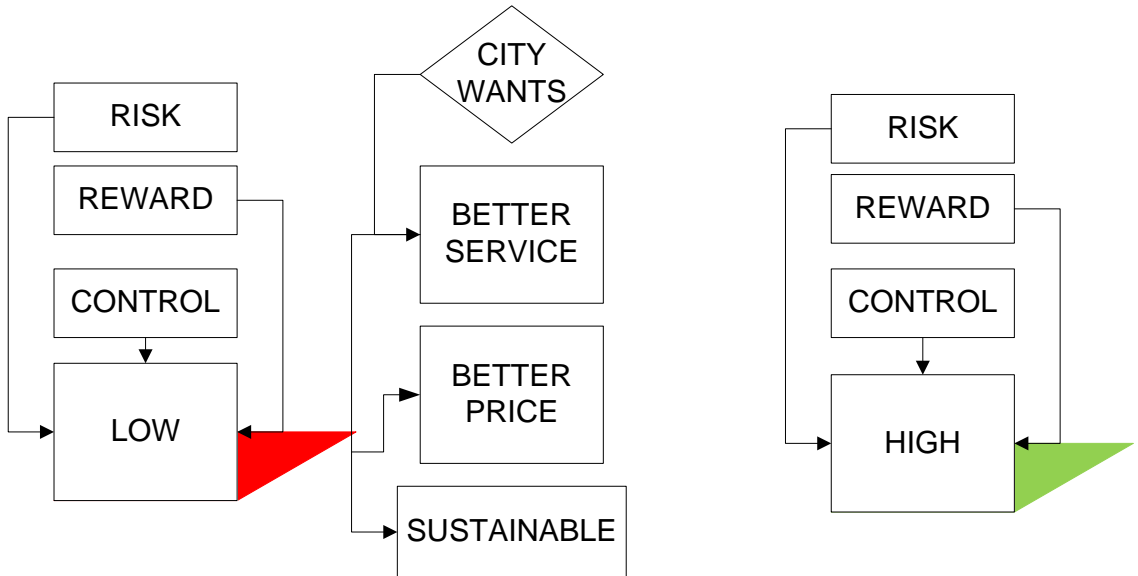 CITY
WANTS
RISK
REWARD
CONTROL
LOW
BETTER
SERVICE
BETTER
PRICE
SUSTAINABLE
RISK
REWARD
CONTROL
HIGH